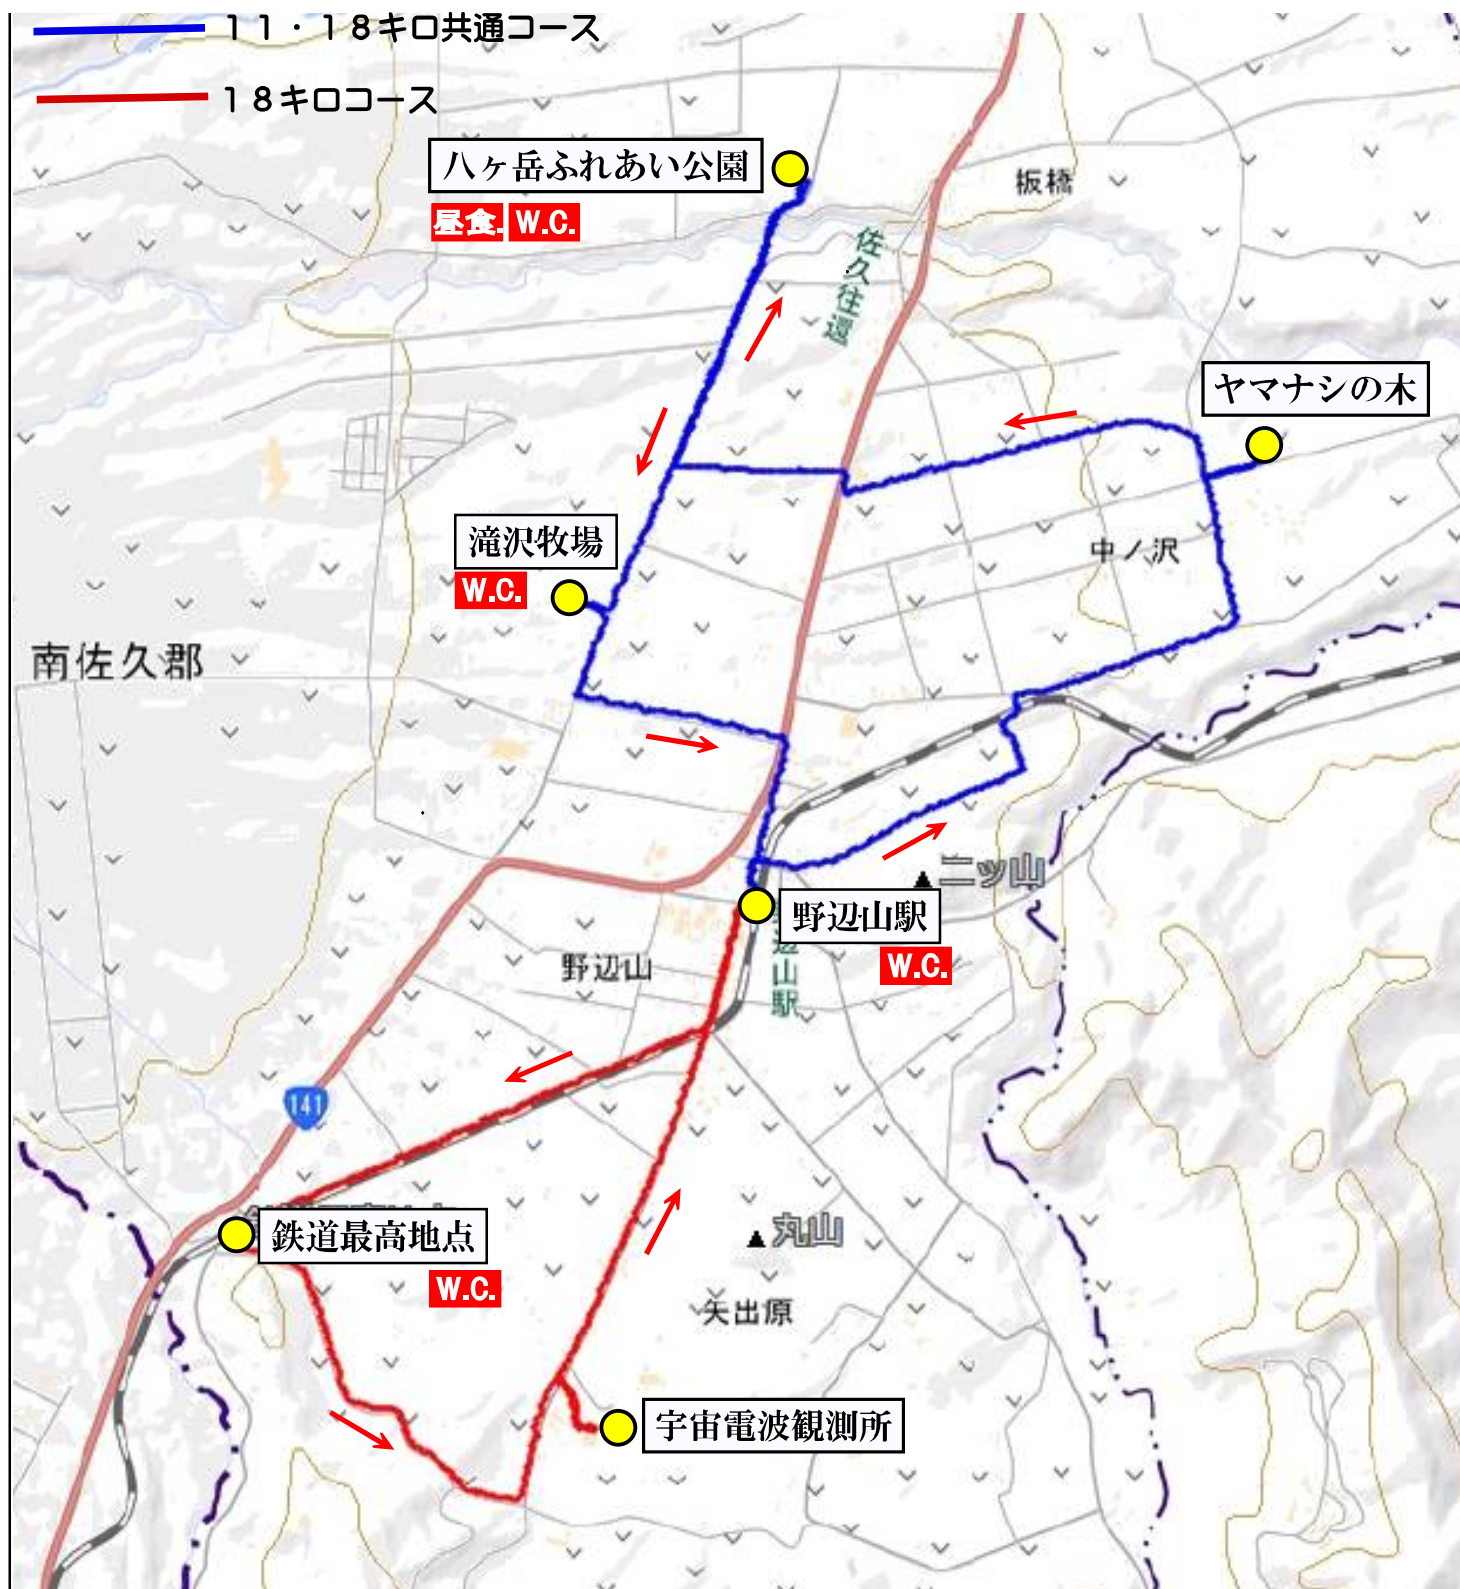 １１・１８キロ共通コース
１８キロコース
八ヶ岳ふれあい公園
昼食. W.C.
板橋
佐久往還
ヤマナシの木
滝沢牧場
W.C.
中ノ沢
南佐久郡
二ッ山
野辺山駅
W.C.
野辺山
辺山駅
141
鉄道最高地点
W.C.
丸山
矢出原
宇宙電波観測所